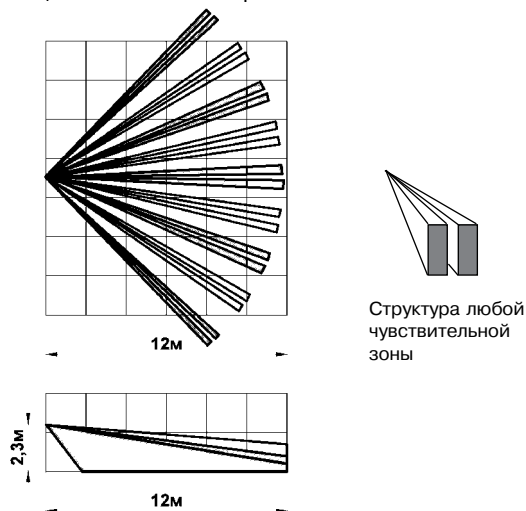 12м
Структура любой
чувствительной
зоны
2,3м
12м